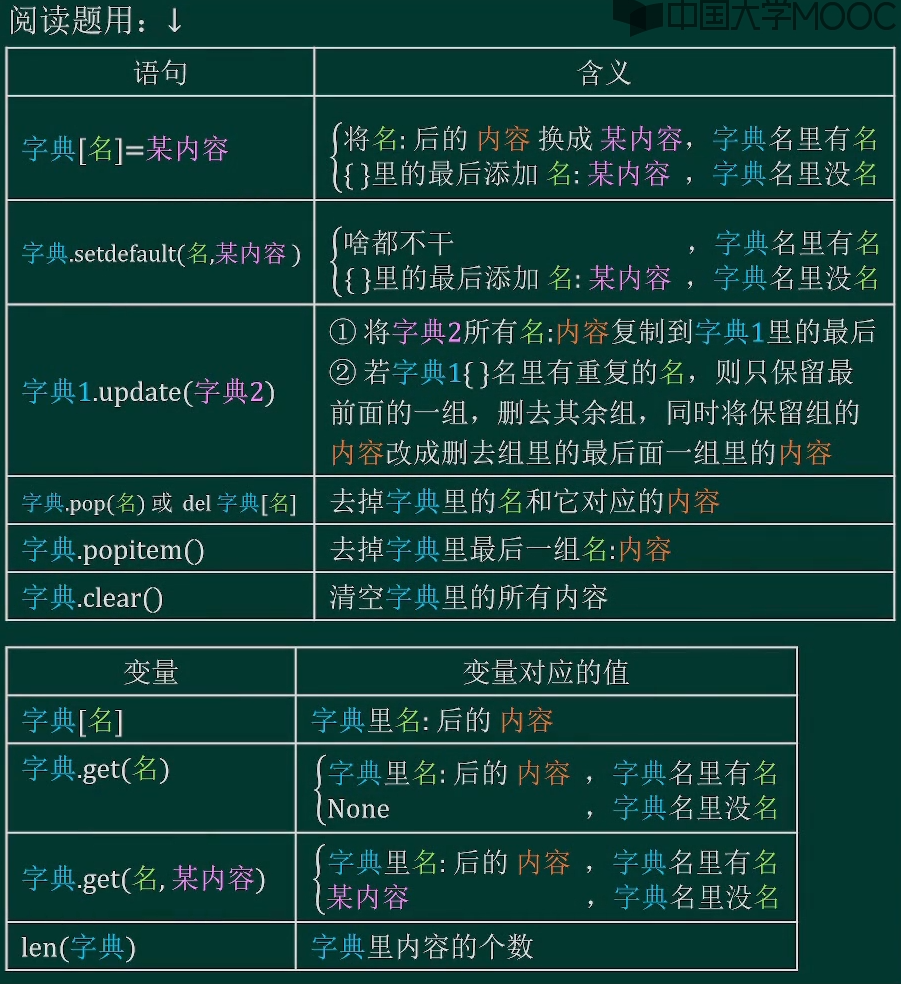 中国大学MOOC
阅读题用：↓
语句 含义
字典[名]=某内容
将名: 后的 内容 换成 某内容，字典名里有名
{ }里的最后添加 名: 某内容 ，字典名里没名
字典.setdefault(名,某内容 )
啥都不干 ，字典名里有名
{ }里的最后添加 名: 某内容 ，字典名里没名
字典1.update(字典2)
① 将字典2所有名:内容复制到字典1里的最后
② 若字典1{ }名里有重复的名，则只保留最
前面的一组，删去其余组，同时将保留组的
内容改成删去组里的最后面一组里的内容
字典.pop(名) 或 del 字典[名] 去掉字典里的名和它对应的内容
字典.popitem() 去掉字典里最后一组名:内容
字典.clear() 清空字典里的所有内容
变量 变量对应的值
字典[名] 字典里名: 后的 内容
字典.get(名)
字典里名: 后的 内容 ，字典名里有名
None ，字典名里没名
字典.get(名, 某内容)
字典里名: 后的 内容 ，字典名里有名
某内容 ，字典名里没名
len(字典) 字典里内容的个数